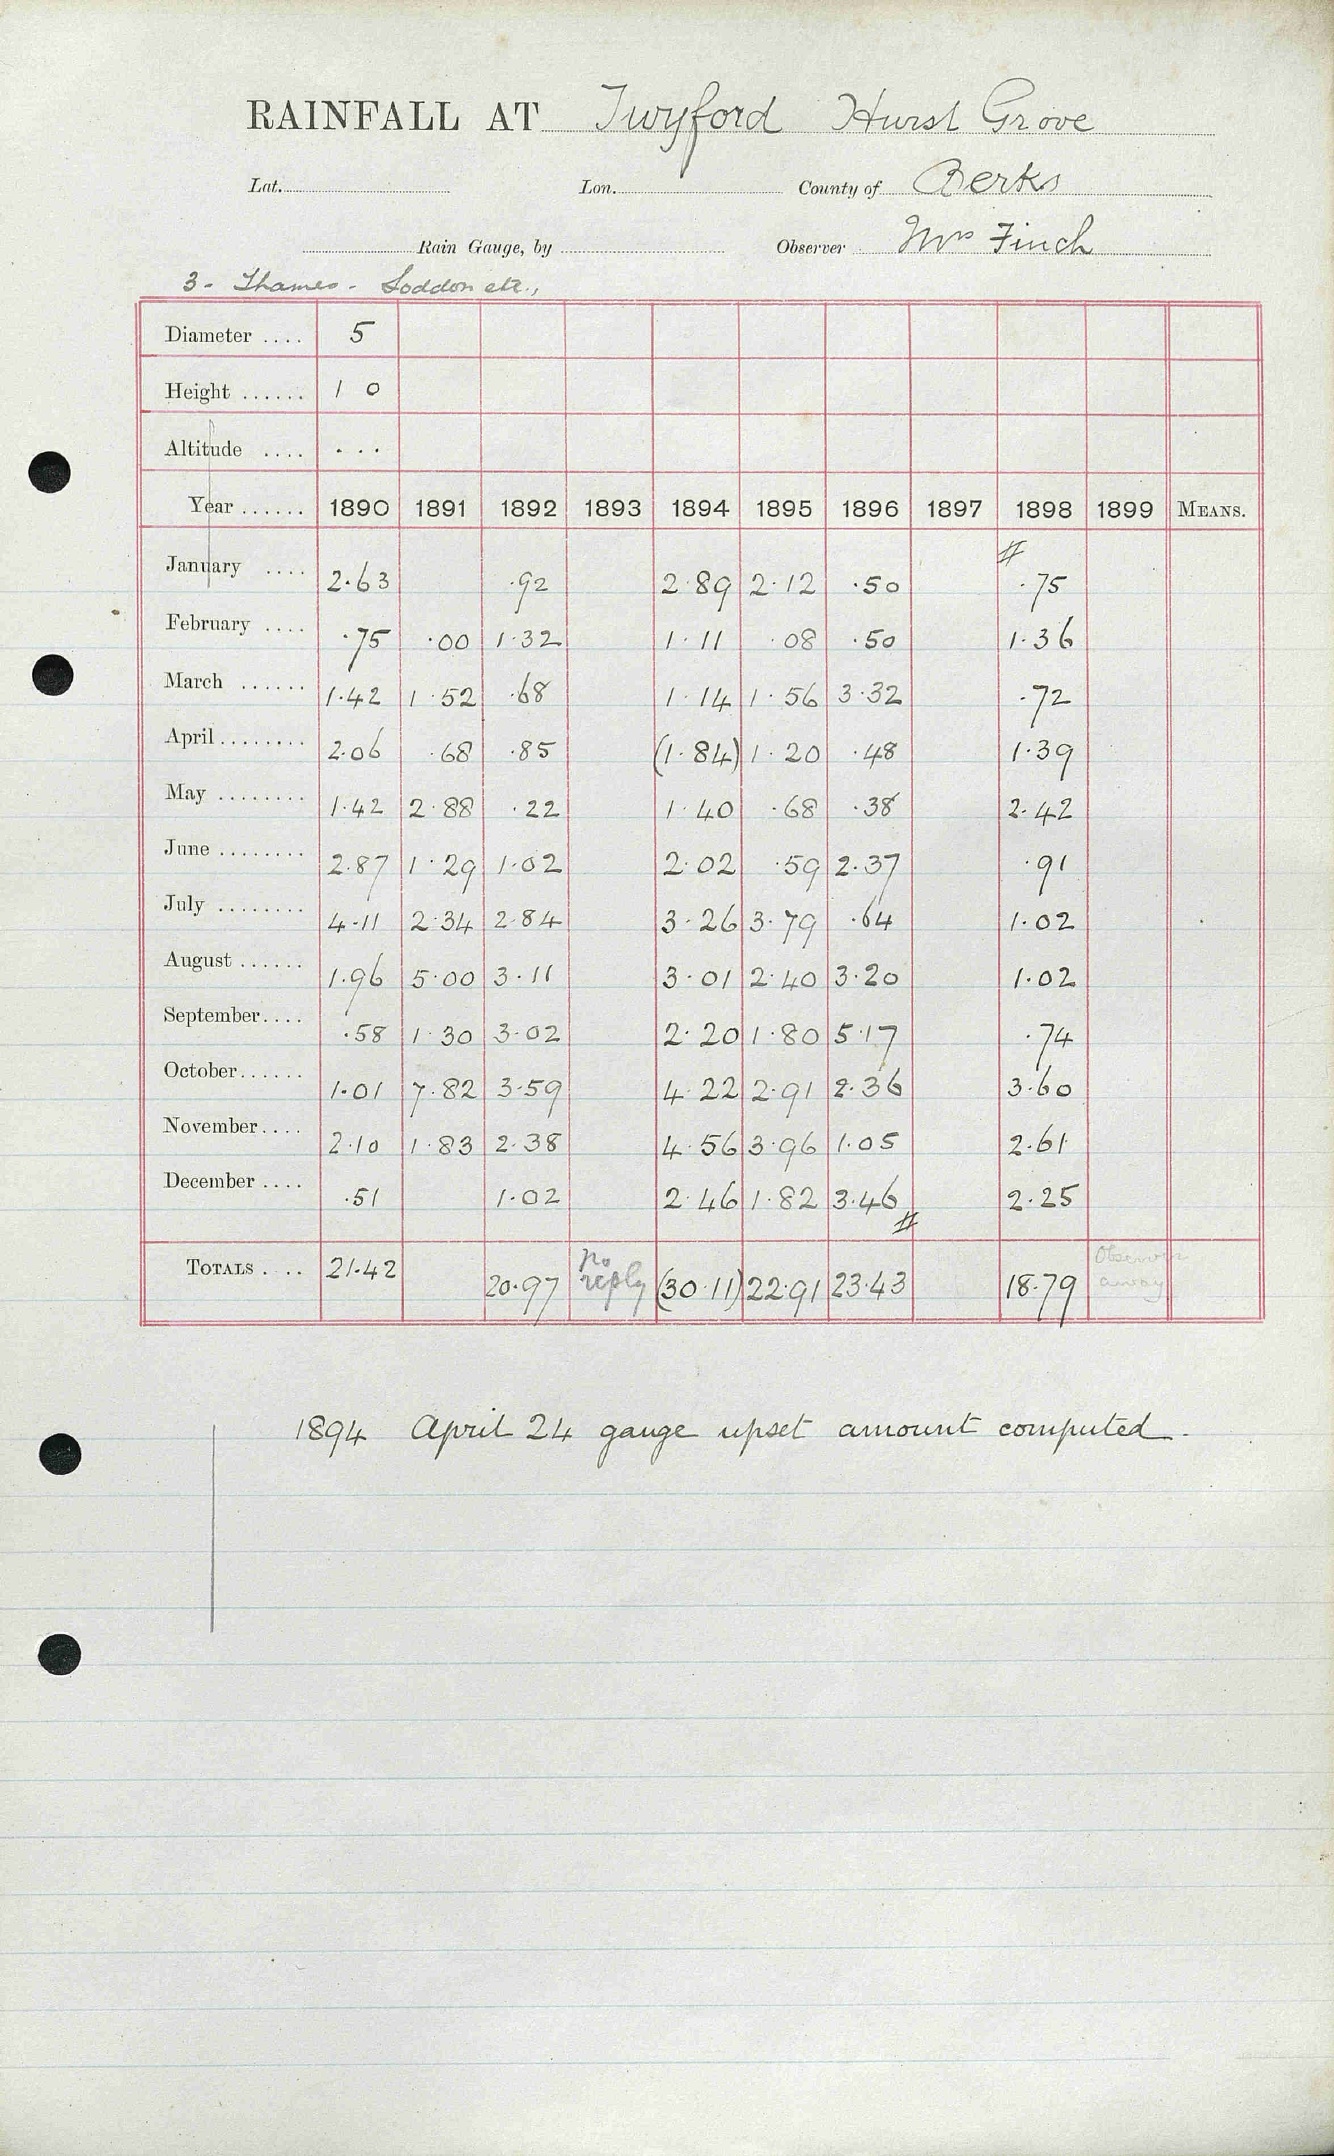 RAINFALL AT Twyford Hurst Grove
Lat. Lon. County of Berks
Rain Gauge, by Observer Mrs Finch
3 - Thames - Loddon etc.,
Diameter .... 5
Height ...... 1 0
Altitude .... . . .
Year ...... 1890 1891 1892 1893 1894 1895 1896 1897 1898 1899 MEANS.
#
January .... 2.63 .92 2.89 2.12 .50 .75
February .... .75 .00 1.32 1.11 .08 .50 1.36
March ...... 1.42 1.52 .68 1.14 1.56 3.32 .72
April ........ 2.06 .68 .85 (1.84) 1.20 .48 1.39
May ........ 1.42 2.88 .22 1.40 .68 .38 2.42
June ........ 2.87 1.29 1.02 2.02 .59 2.37 .91
July ........ 4.11 2.34 2.84 3.26 3.79 .64 1.02
August ...... 1.96 5.00 3.11 3.01 2.40 3.20 1.02
September.... .58 1.30 3.02 2.20 1.80 5.17 .74
October...... 1.01 7.82 3.59 4.22 2.91 2.36 3.60
November.... 2.10 1.83 2.38 4.56 3.96 1.05 2.61
December .... .51 1.02 2.46 1.82 3.46 2.25
#
TOTALS .... 21.42 20.97 no reply (30.11) 22.91 23.43 18.79 Observer away
1894 April 24 gauge upset amount computed.